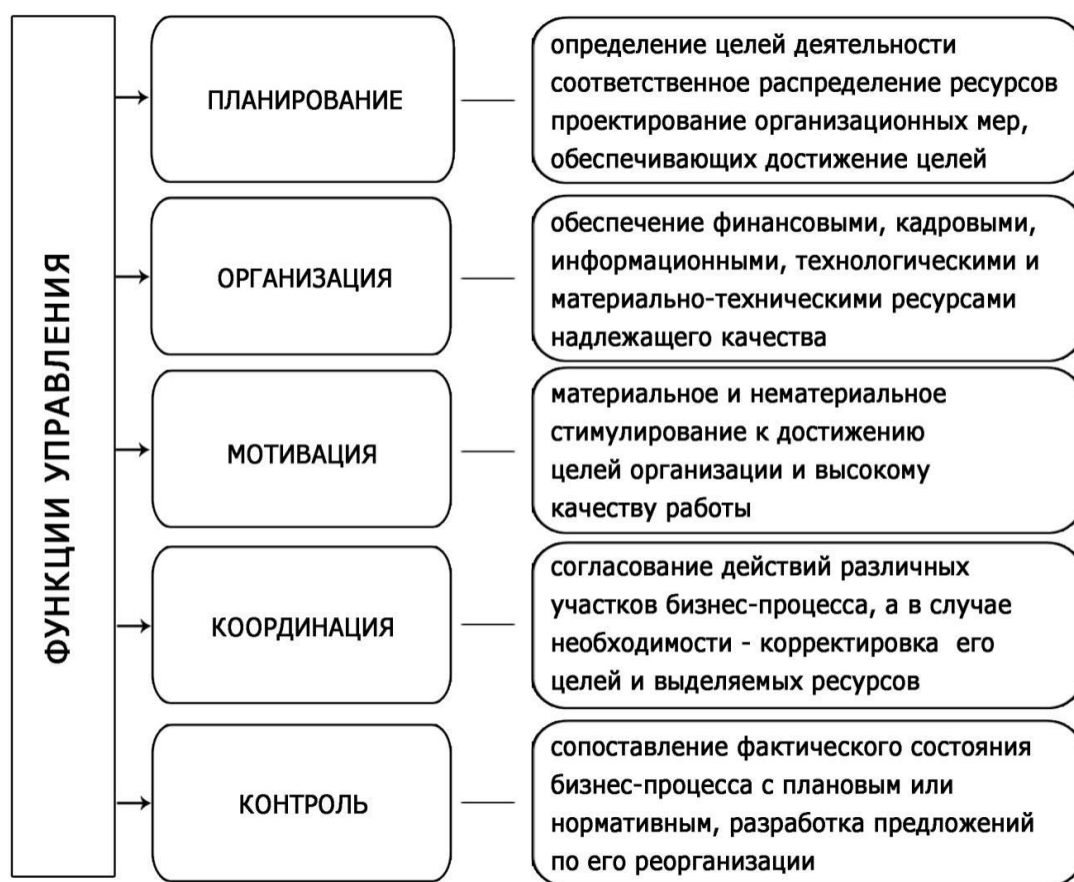 ФУНКЦИИ УПРАВЛЕНИЯ
ПЛАНИРОВАНИЕ
определение целей деятельности
соответственное распределение ресурсов
проектирование организационных мер,
обеспечивающих достижение целей
ОРГАНИЗАЦИЯ
обеспечение финансовыми, кадровыми,
информационными, технологическими и
материально-техническими ресурсами
надлежащего качества
МОТИВАЦИЯ
материальное и нематериальное
стимулирование к достижению
целей организации и высокому
качеству работы
КООРДИНАЦИЯ
согласование действий различных
участков бизнес-процесса, а в случае
необходимости - корректировка его
целей и выделяемых ресурсов
КОНТРОЛЬ
сопоставление фактического состояния
бизнес-процесса с плановым или
нормативным, разработка предложений
по его реорганизации